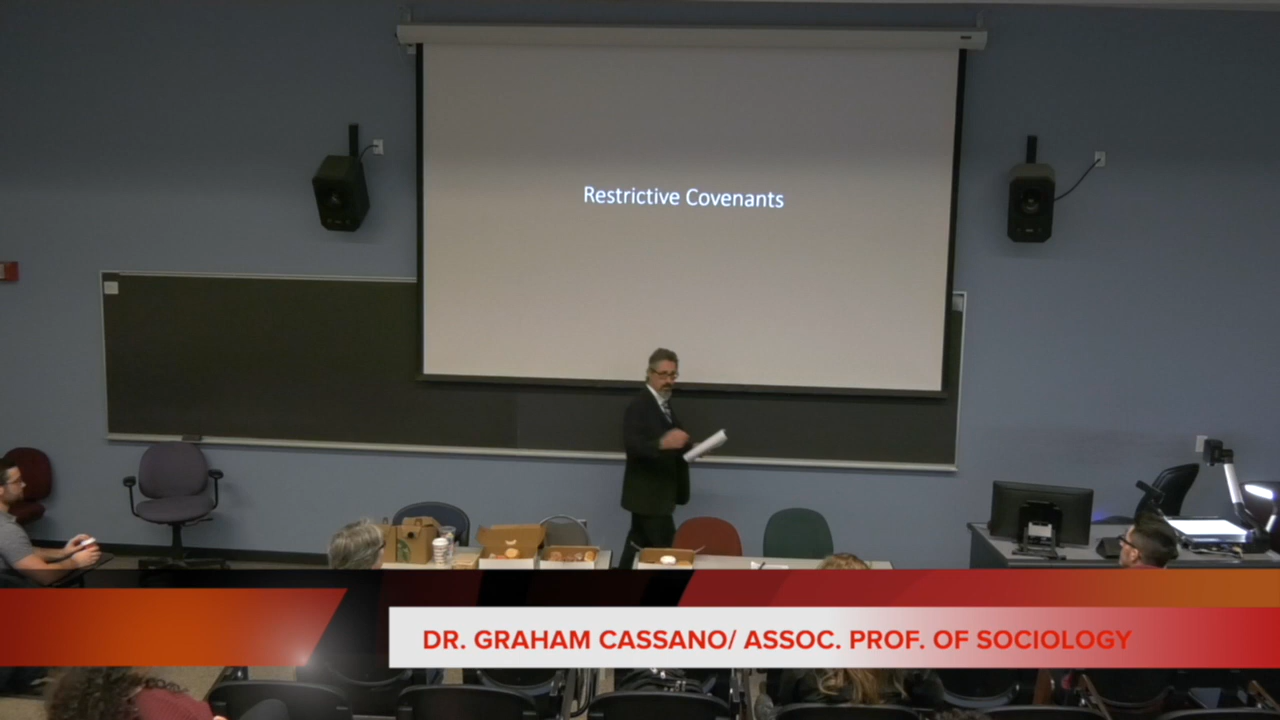 Restrictive Covenants
DR. GRAHAM CASSANO/ ASSOC. PROF. OF SOCIOLOGY